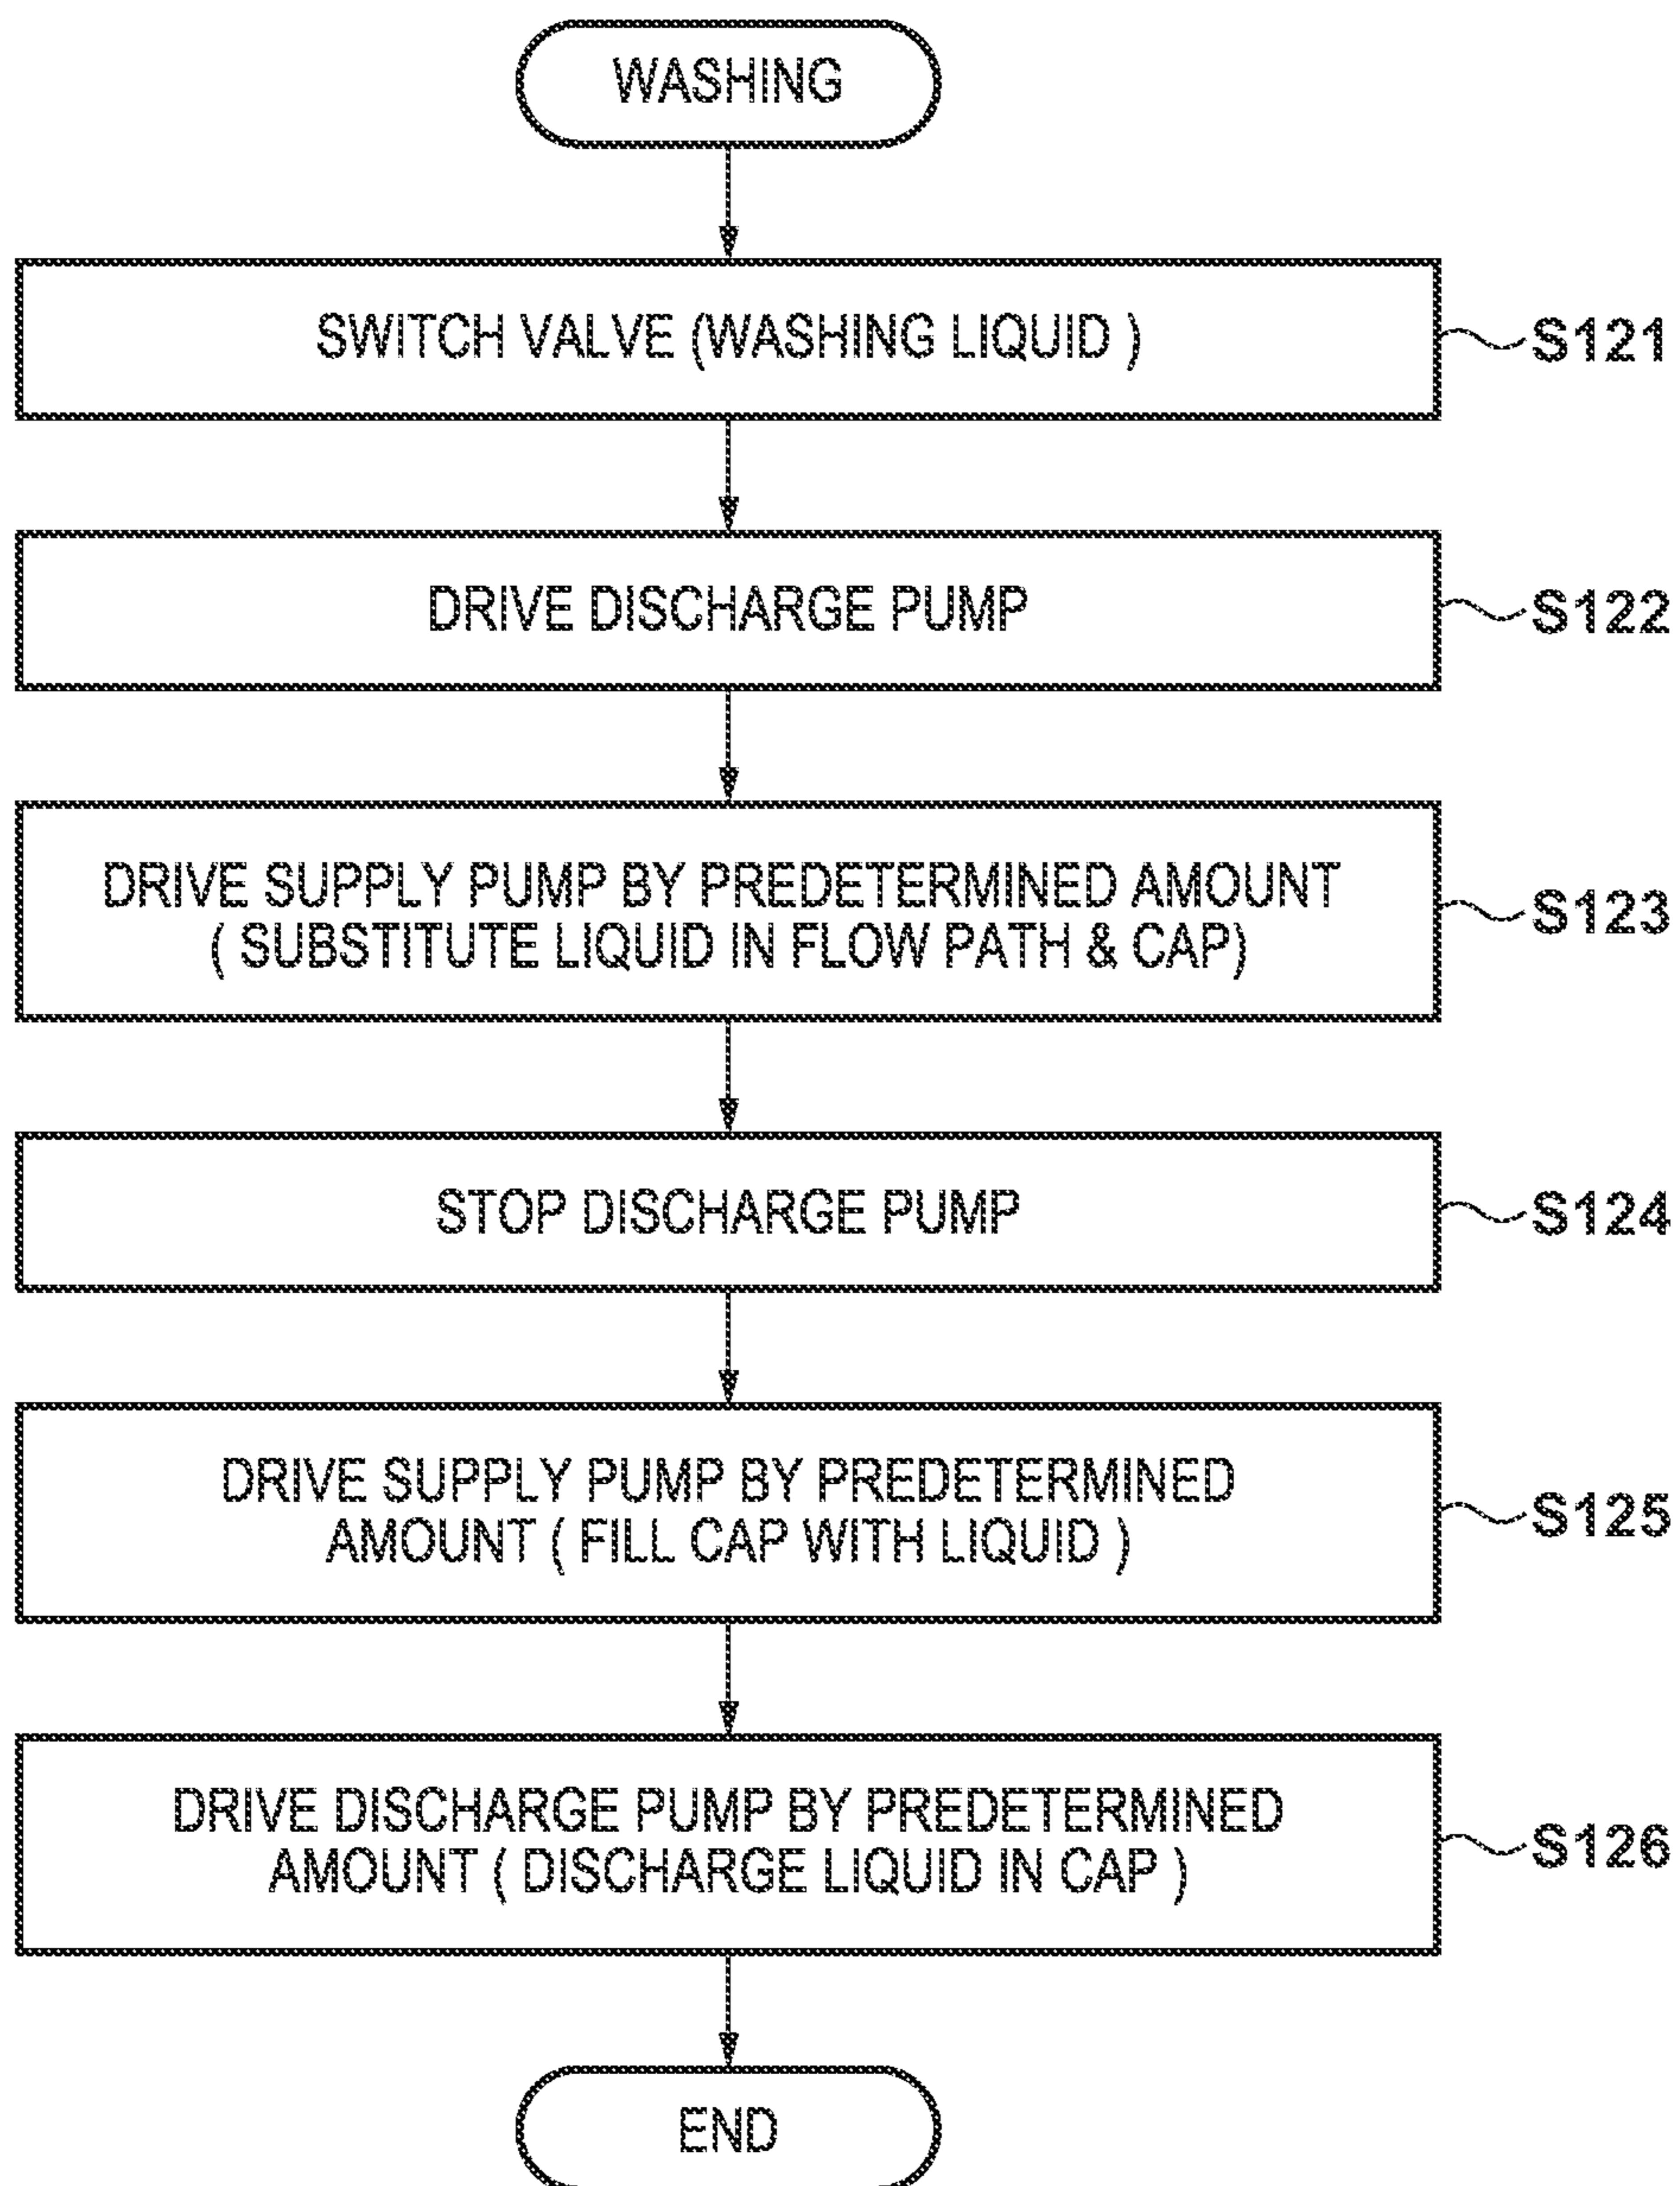 WASHING
SWITCH VALVE (WASHING LIQUID )
S121
DRIVE DISCHARGE PUMP
S122
DRIVE SUPPLY PUMP BY PREDETERMINED AMOUNT
( SUBSTITUTE LIQUID IN FLOW PATH & CAP)
S123
STOP DISCHARGE PUMP
S124
DRIVE SUPPLY PUMP BY PREDETERMINED
AMOUNT ( FILL CAP WITH LIQUID )
S125
DRIVE DISCHARGE PUMP BY PREDETERMINED
AMOUNT ( DISCHARGE LIQUID IN CAP )
S126
END